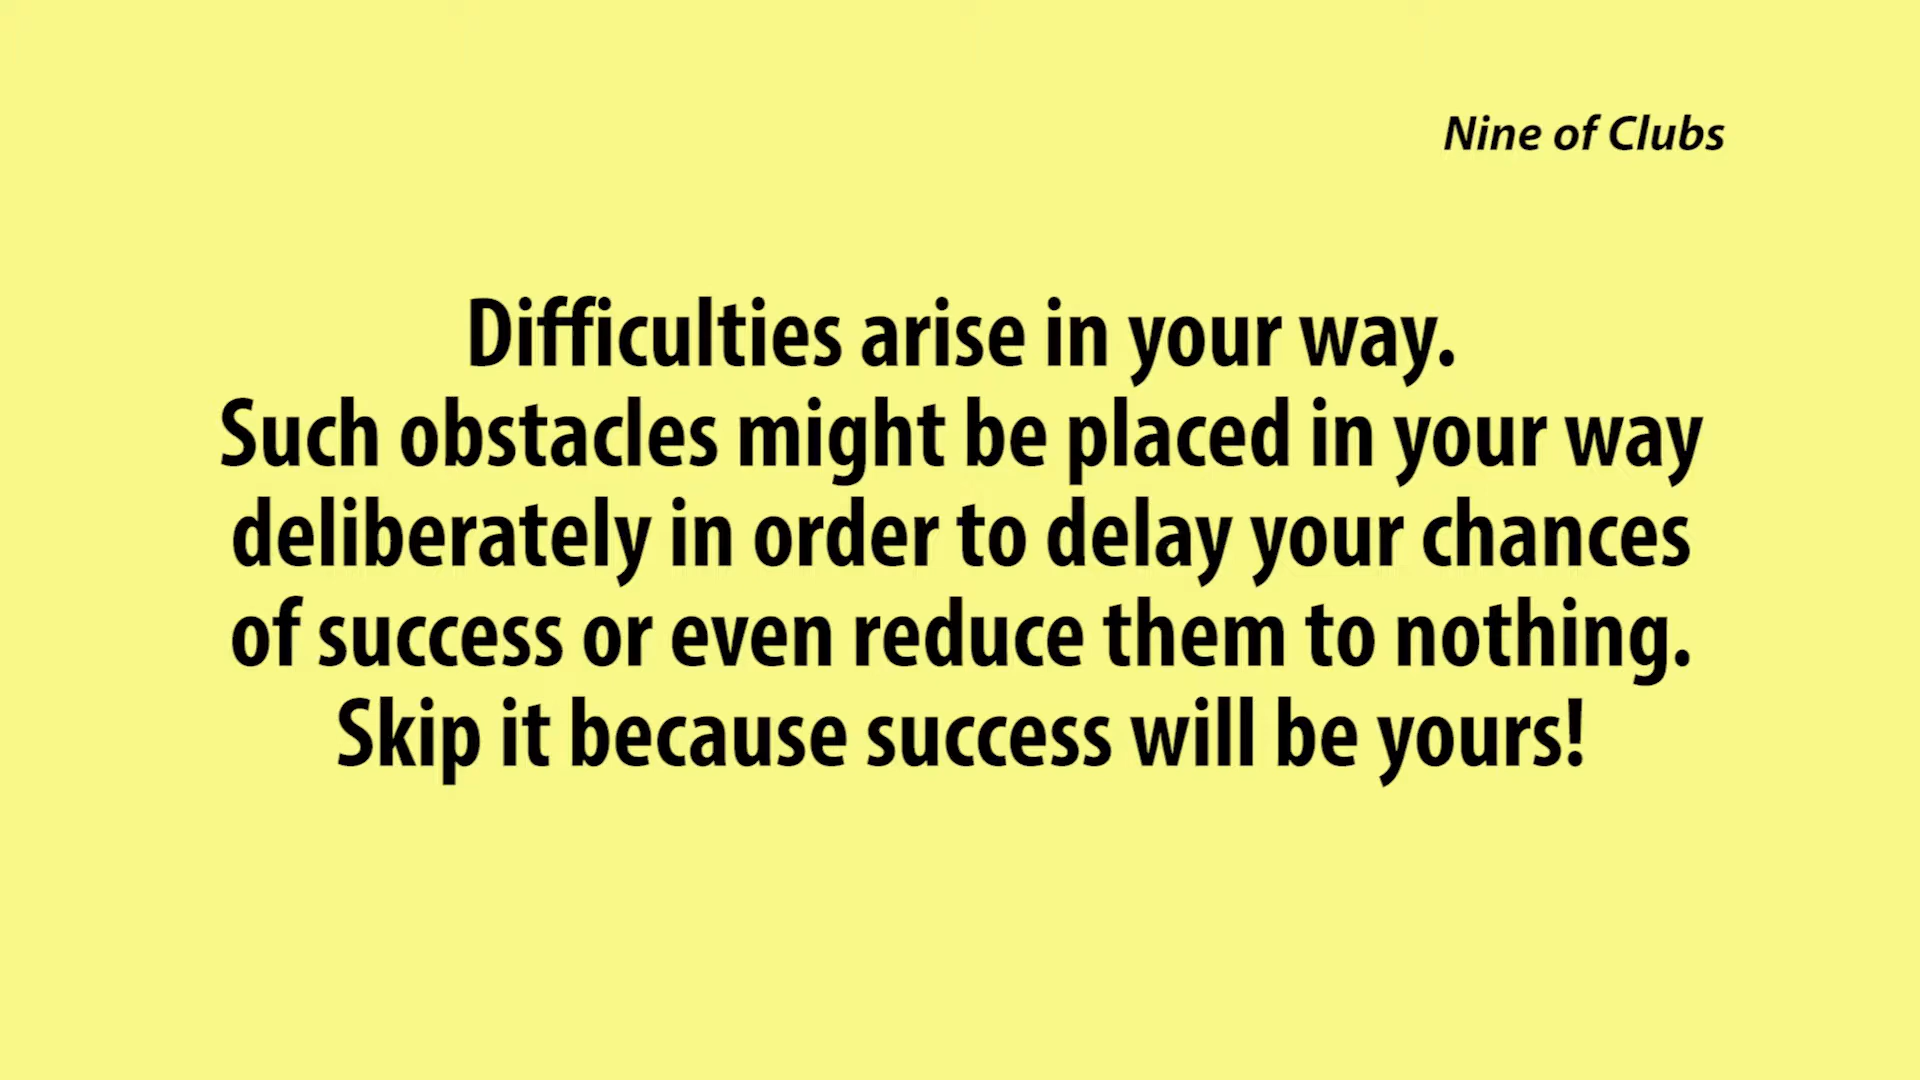 Nine of Clubs
Difficulties arise in your way.
Such obstacles might be placed in your way
deliberately in order to delay your chances
of success or even reduce them to nothing.
Skip it because success will be yours!